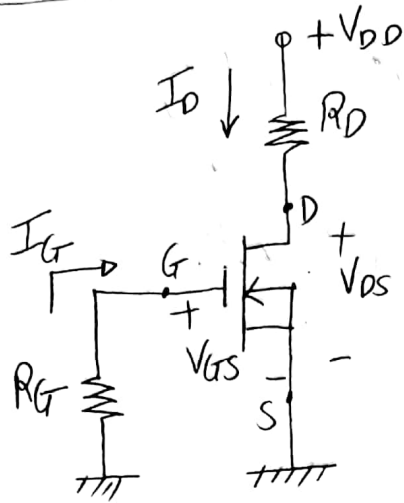 +VDD
ID
RD
D
IG
G
+
VDS
+
VGS
-
-
RG
S